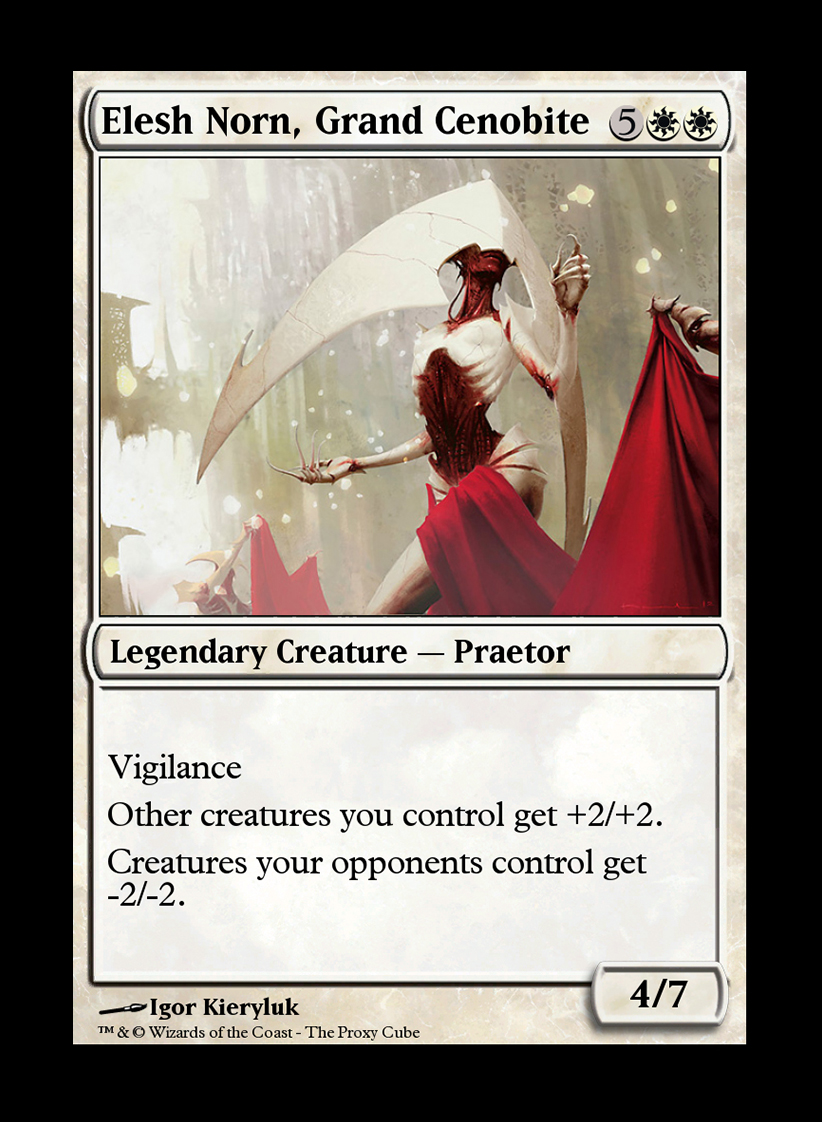 Elesh Norn, Grand Cenobite 5
Legendary Creature — Praetor
Vigilance
Other creatures you control get +2/+2.
Creatures your opponents control get
-2/-2.
4/7
Igor Kieryluk
™ & © Wizards of the Coast - The Proxy Cube